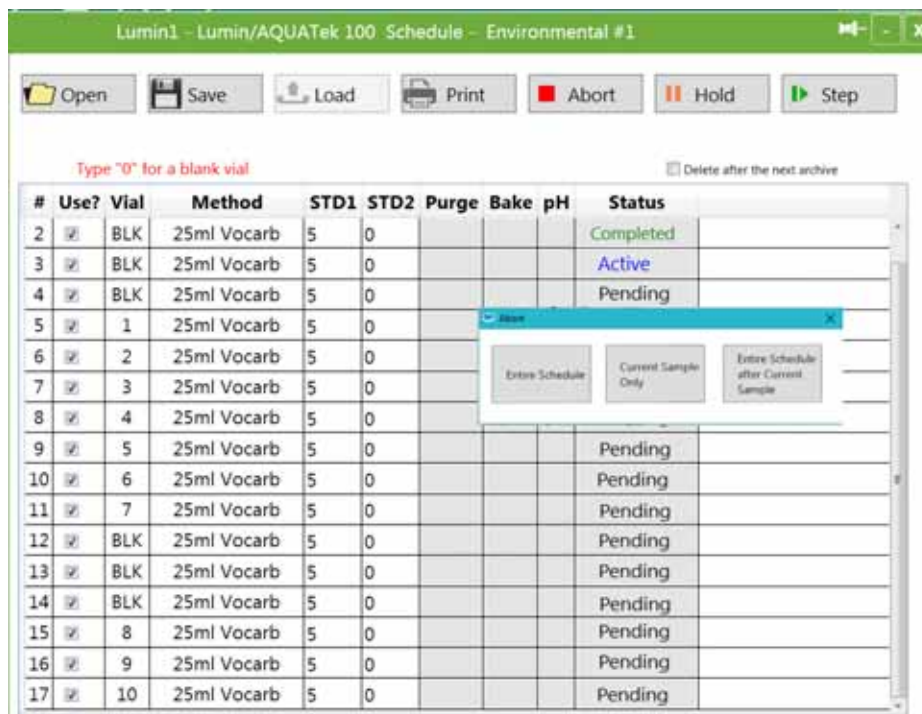 Lumin1 - Lumin/AQUATek 100 Schedule - Environmental #1
Open Save Load Print Abort Hold Step
Type "0" for a blank vial Delete after the next archive
# Use? Vial Method STD1 STD2 Purge Bake pH Status
2 BLK 25ml Vocarb 5 0 Completed
3 BLK 25ml Vocarb 5 0 Active
4 BLK 25ml Vocarb 5 0 Pending
5 1 25ml Vocarb 5 0
6 2 25ml Vocarb 5 0
7 3 25ml Vocarb 5 0
8 4 25ml Vocarb 5 0
Abort
Entire Schedule
Current Sample
Only
Entire Schedule
after Current
Sample
9 5 25ml Vocarb 5 0 Pending
10 6 25ml Vocarb 5 0 Pending
11 7 25ml Vocarb 5 0 Pending
12 BLK 25ml Vocarb 5 0 Pending
13 BLK 25ml Vocarb 5 0 Pending
14 BLK 25ml Vocarb 5 0 Pending
15 8 25ml Vocarb 5 0 Pending
16 9 25ml Vocarb 5 0 Pending
17 10 25ml Vocarb 5 0 Pending